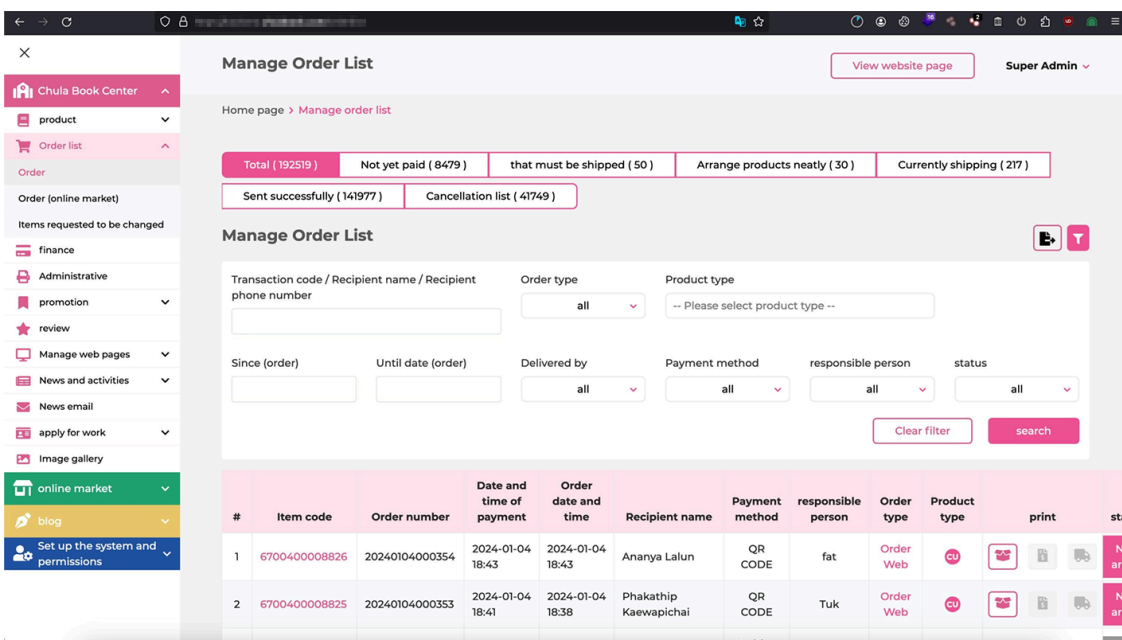 Manage Order List
View website page
Super Admin
Chula Book Center
product
Order list
Order
Order (online market)
Items requested to be changed
finance
Administrative
promotion
review
Manage web pages
News and activities
News email
apply for work
Image gallery
online market
blog
Set up the system and
permissions
Home page > Manage order list
Total ( 192519 )
Not yet paid ( 8479 )
that must be shipped ( 50 )
Arrange products neatly ( 30 )
Currently shipping ( 217 )
Sent successfully ( 141977 )
Cancellation list ( 41749 )
Manage Order List
Transaction code / Recipient name / Recipient
phone number
Order type
all
Product type
-- Please select product type --
Since (order)
Until date (order)
Delivered by
all
Payment method
all
responsible person
all
status
all
Clear filter
search
#
Item code
Order number
Date and
time of
payment
Order
date and
time
Recipient name
Payment
method
responsible
person
Order
type
Product
type
print
1
6700400008826
20240104000354
2024-01-04
18:43
2024-01-04
18:43
Ananya Lalun
QR
CODE
fat
Order
Web
CU
2
6700400008825
20240104000353
2024-01-04
18:41
2024-01-04
18:38
Phakathip
Kaewapichai
QR
CODE
Tuk
Order
Web
CU